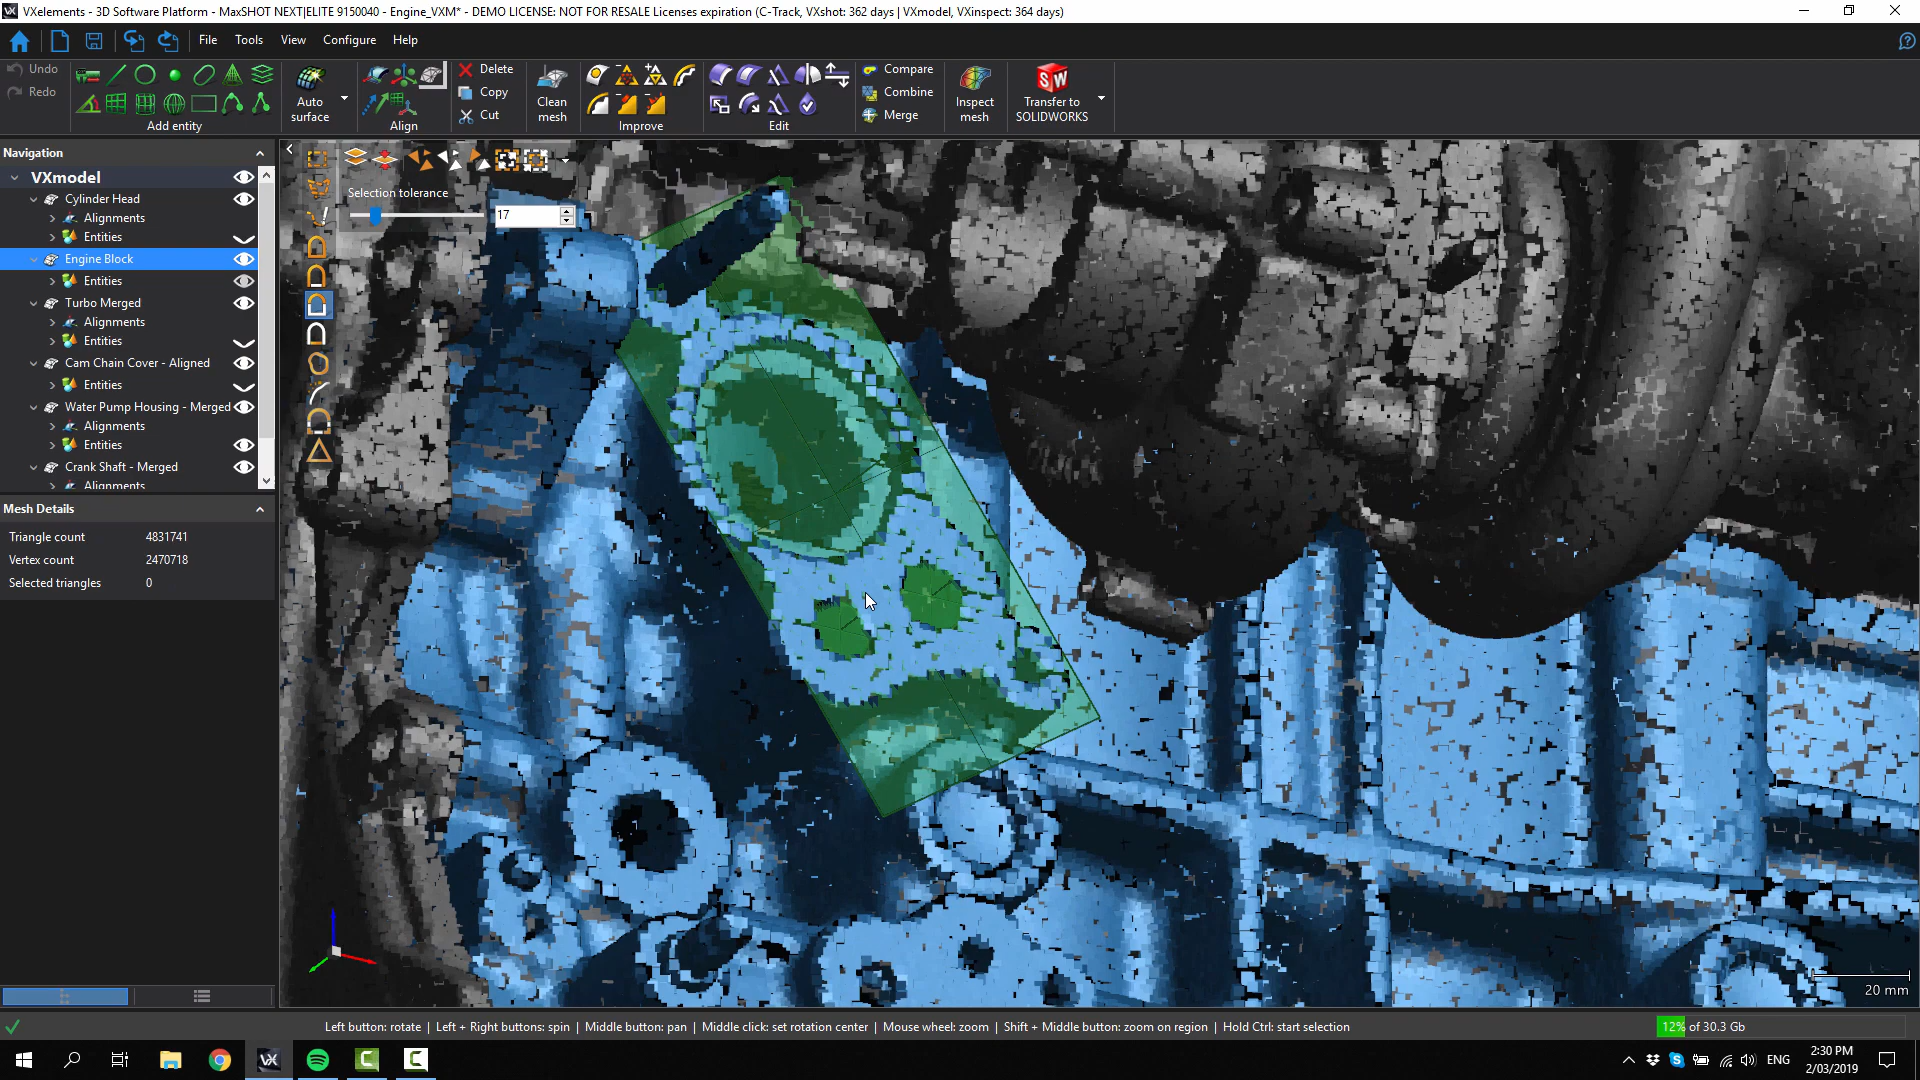 VXelements - 3D Software Platform - MaxSHOT NEXT|ELITE 9150040 - Engine_VXM* - DEMO LICENSE: NOT FOR RESALE Licenses expiration (C-Track, VXshot: 362 days | VXmodel, VXinspect: 364 days)
File Tools View Configure Help
Undo
Redo
Add entity
Auto surface
Align
Delete
Copy
Cut
Clean mesh
Improve
Edit
Compare
Combine
Merge
Inspect mesh
Transfer to SOLIDWORKS
Navigation
VXmodel
Cylinder Head
Alignments
Entities
Engine Block
Entities
Turbo Merged
Alignments
Entities
Cam Chain Cover - Aligned
Entities
Water Pump Housing - Merged
Alignments
Entities
Crank Shaft - Merged
Alignments
Mesh Details
Triangle count 4831741
Vertex count 2470718
Selected triangles 0
Selection tolerance
17
20 mm
Left button: rotate | Left + Right buttons: spin | Middle button: pan | Middle click: set rotation center | Mouse wheel: zoom | Shift + Middle button: zoom on region | Hold Ctrl: start selection
12% of 30.3 Gb
ENG
2:30 PM
2/03/2019